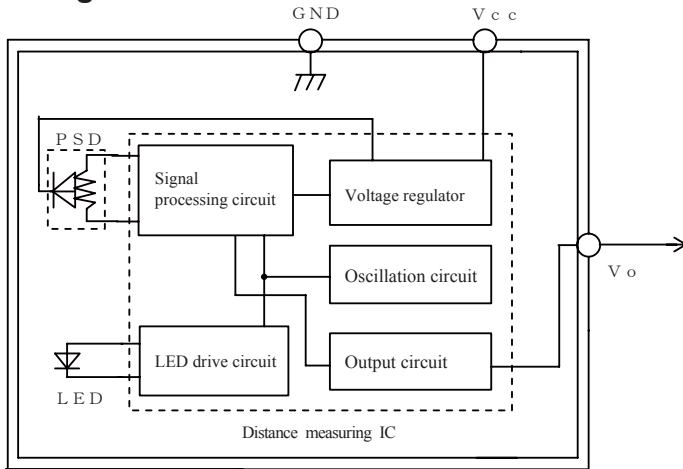 GND
Vcc
PSD
Signal
processing circuit
Voltage regulator
Oscillation circuit
Vo
LED drive circuit
Output circuit
LED
Distance measuring IC